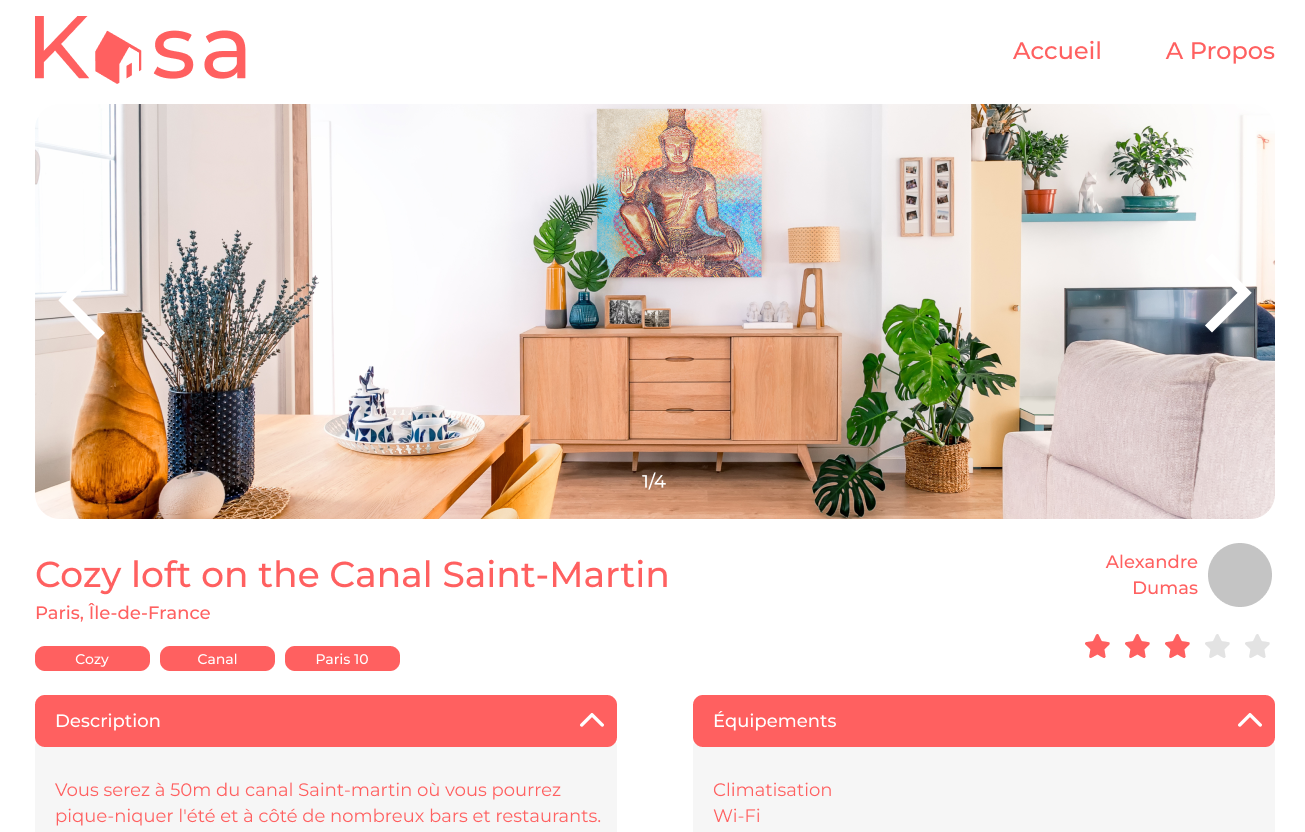 Kasa
Accueil
A Propos
1/4
Cozy loft on the Canal Saint-Martin
Paris, Île-de-France
Alexandre
Dumas
Cozy
Canal
Paris 10
Description
Équipements
Vous serez à 50m du canal Saint-martin où vous pourrez
pique-niquer l'été et à côté de nombreux bars et restaurants.
Climatisation
Wi-Fi